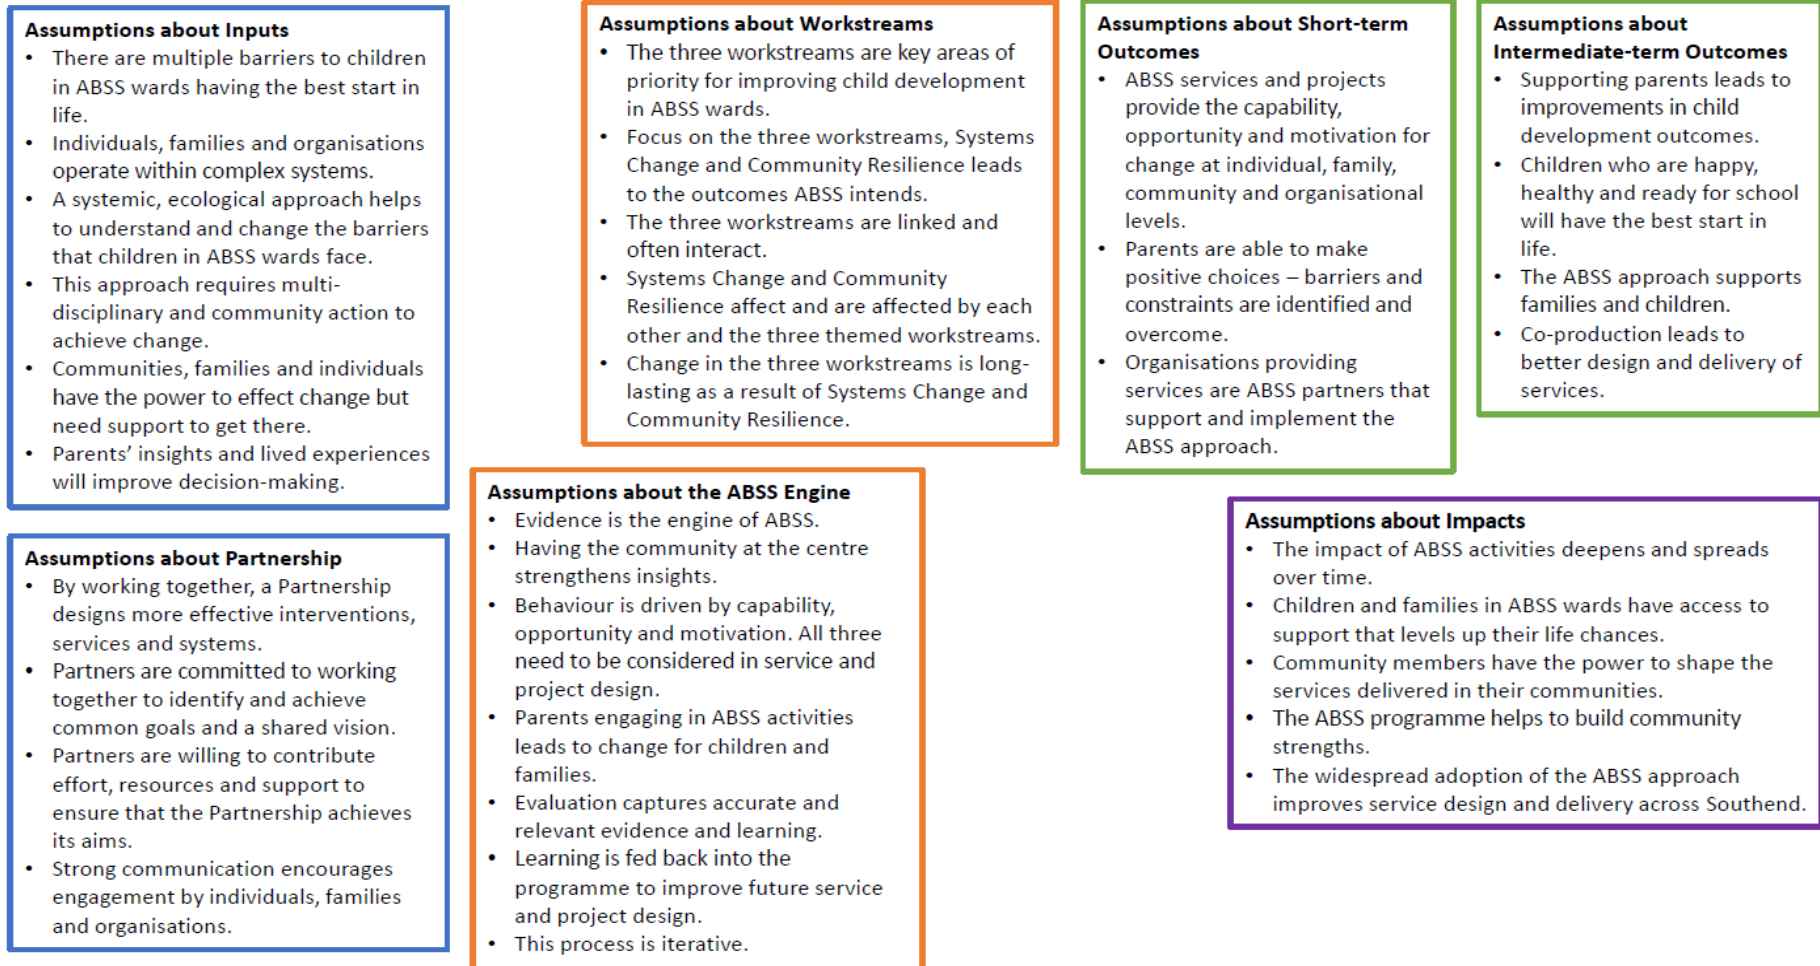 Assumptions about Inputs
• There are multiple barriers to children
in ABSS wards having the best start in
life.
• Individuals, families and organisations
operate within complex systems.
• A systemic, ecological approach helps
to understand and change the barriers
that children in ABSS wards face.
• This approach requires multi-
disciplinary and community action to
achieve change.
• Communities, families and individuals
have the power to effect change but
need support to get there.
• Parents’ insights and lived experiences
will improve decision-making.
Assumptions about Partnership
• By working together, a Partnership
designs more effective interventions,
services and systems.
• Partners are committed to working
together to identify and achieve
common goals and a shared vision.
• Partners are willing to contribute
effort, resources and support to
ensure that the Partnership achieves
its aims.
• Strong communication encourages
engagement by individuals, families
and organisations.
Assumptions about Workstreams
• The three workstreams are key areas of
priority for improving child development
in ABSS wards.
• Focus on the three workstreams, Systems
Change and Community Resilience leads
to the outcomes ABSS intends.
• The three workstreams are linked and
often interact.
• Systems Change and Community
Resilience affect and are affected by each
other and the three themed workstreams.
• Change in the three workstreams is long-
lasting as a result of Systems Change and
Community Resilience.
Assumptions about the ABSS Engine
• Evidence is the engine of ABSS.
• Having the community at the centre
strengthens insights.
• Behaviour is driven by capability,
opportunity and motivation. All three
need to be considered in service and
project design.
• Parents engaging in ABSS activities
leads to change for children and
families.
• Evaluation captures accurate and
relevant evidence and learning.
• Learning is fed back into the
programme to improve future service
and project design.
• This process is iterative.
Assumptions about Short-term
Outcomes
• ABSS services and projects
provide the capability,
opportunity and motivation for
change at individual, family,
community and organisational
levels.
• Parents are able to make
positive choices – barriers and
constraints are identified and
overcome.
• Organisations providing
services are ABSS partners that
support and implement the
ABSS approach.
Assumptions about
Intermediate-term Outcomes
• Supporting parents leads to
improvements in child
development outcomes.
• Children who are happy,
healthy and ready for school
will have the best start in
life.
• The ABSS approach supports
families and children.
• Co-production leads to
better design and delivery of
services.
Assumptions about Impacts
• The impact of ABSS activities deepens and spreads
over time.
• Children and families in ABSS wards have access to
support that levels up their life chances.
• Community members have the power to shape the
services delivered in their communities.
• The ABSS programme helps to build community
strengths.
• The widespread adoption of the ABSS approach
improves service design and delivery across Southend.